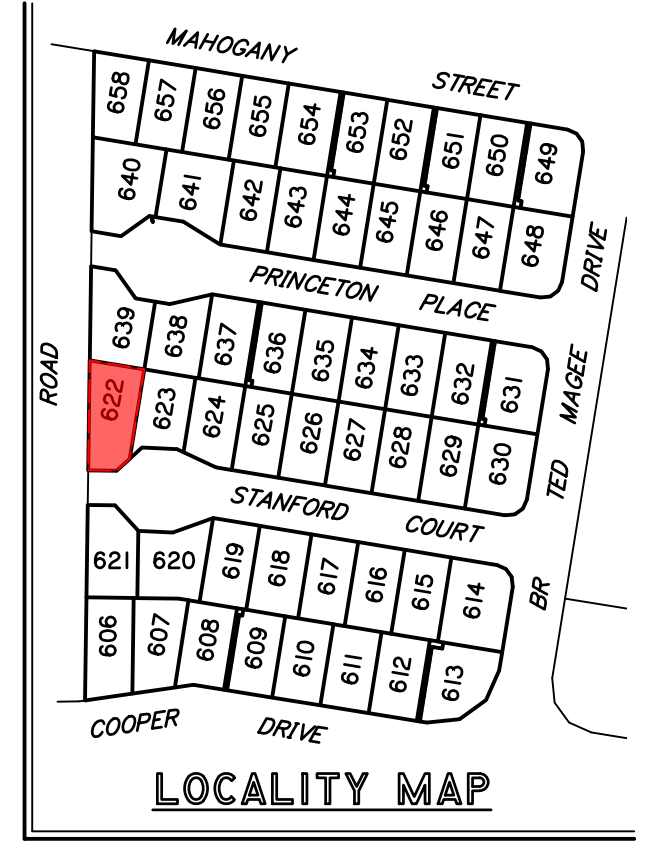 MAHOGANY STREET
658 657 656 655 654 653 652 651 650 649
640 641 642 643 644 645 646 647 648
PRINCETON PLACE
DRIVE
639 638 637 636 635 634 633 632 631
ROAD
MAGEE
622 623 624 625 626 627 628 629 630
TED
STANFORD COURT
BR
621 620 619 618 617 616 615 614
606 607 608 609 610 611 612 613
COOPER DRIVE
LOCALITY MAP